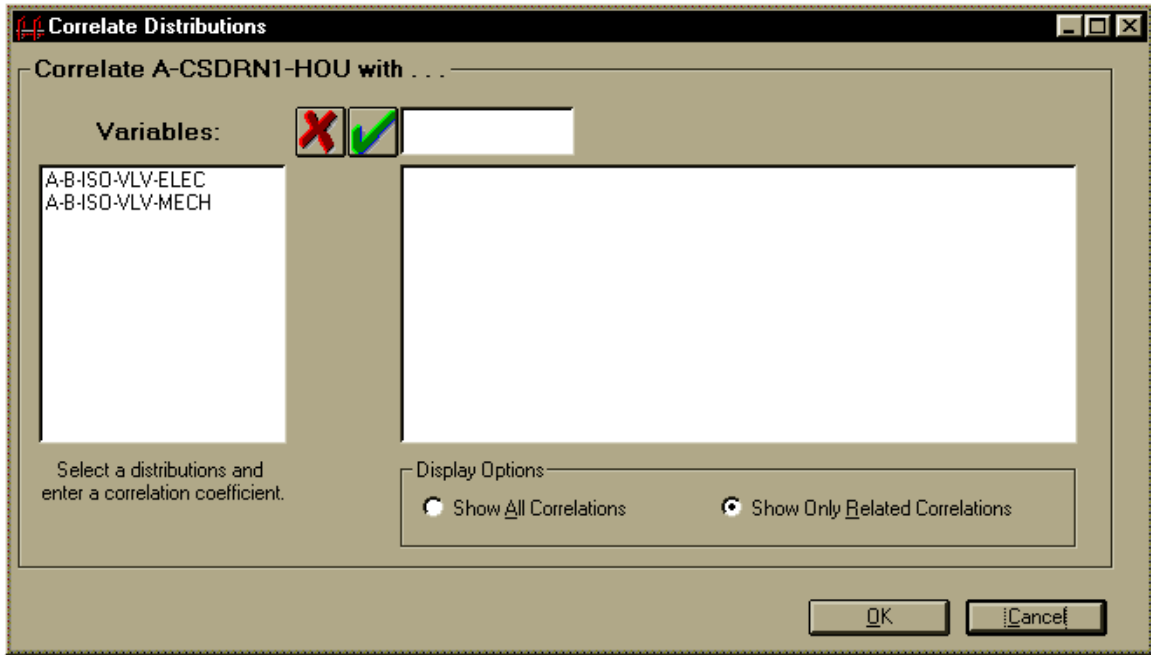 Correlate Distributions
Correlate A-CSDRN1-HOU with . . .
Variables:
A-B-ISO-VLV-ELEC
A-B-ISO-VLV-MECH
Select a distributions and
enter a correlation coefficient.
Display Options
Show All Correlations
Show Only Related Correlations
OK
Cancel